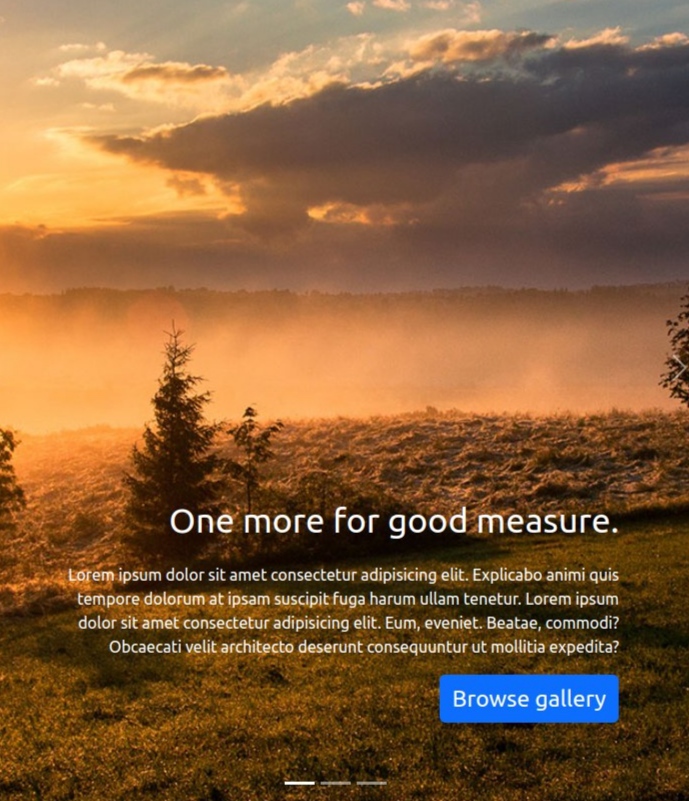 One more for good measure.
Lorem ipsum dolor sit amet consectetur adipisicing elit. Explicabo animi quis
tempore dolorum at ipsam suscipit fuga harum ullam tenetur. Lorem ipsum
dolor sit amet consectetur adipisicing elit. Eum, eveniet. Beatae, commodi?
Obcaecati velit architecto deserunt consequuntur ut mollitia expedita?
Browse gallery